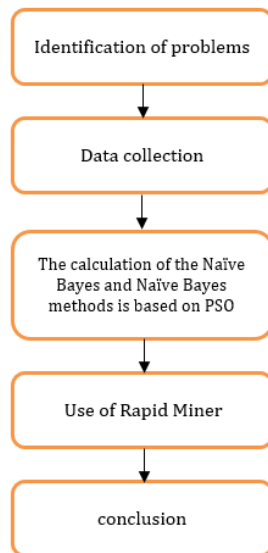 Identification of problems
Data collection
The calculation of the Naïve
Bayes and Naïve Bayes
methods is based on PSO
Use of Rapid Miner
conclusion